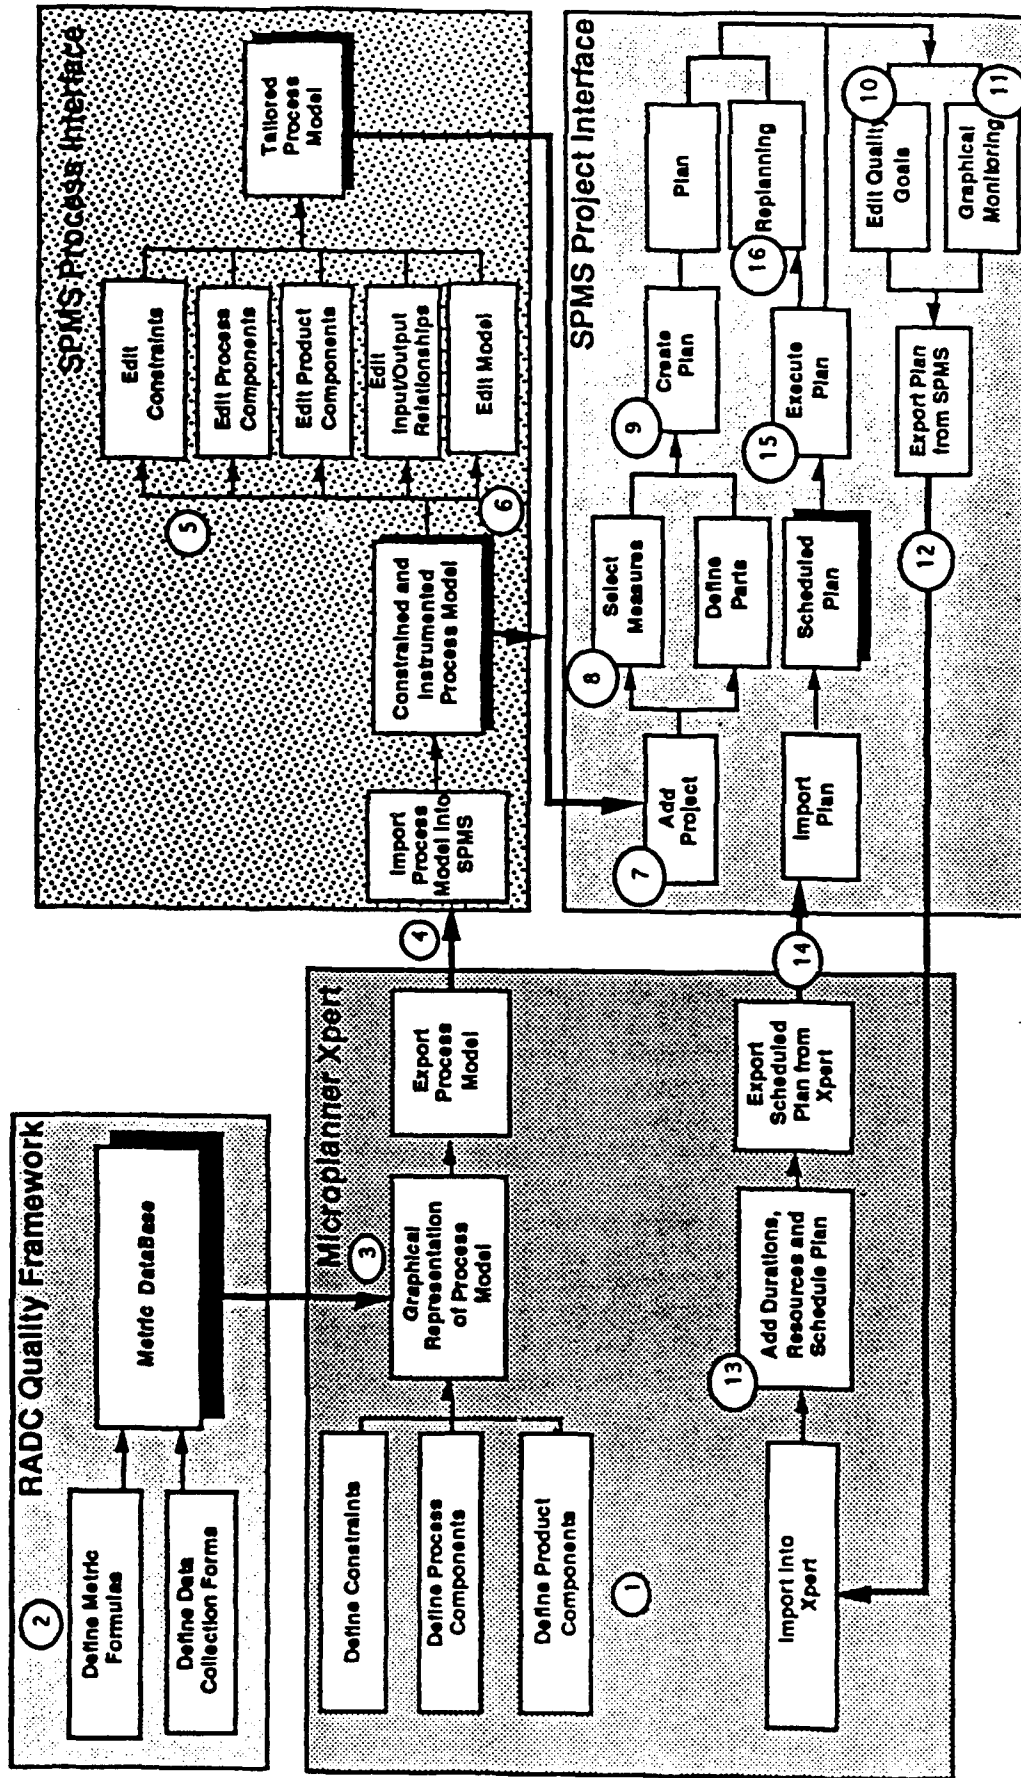 RADC Quality Framework
2
Define Metric
Formulas
Define Data
Collection Forms
Metric DataBase
Microplanner Xpert
Define Constraints
Define Process
Components
Define Product
Components
1
3
Graphical
Representation
of Process
Model
Export
Process
Model
4
Import Into
Xpert
13
Add Durations,
Resources and
Schedule Plan
Export
Scheduled
Plan from
Xpert
14
SPMS Process Interface
Import
Process
Model Into
SPMS
Constrained and
Instrumented
Process Model
5
6
Edit
Constraints
Edit Process
Components
Edit Product
Components
Edit
Input/Output
Relationships
Edit Model
Tailored
Process
Model
SPMS Project Interface
7
Add
Project
8
Select
Measures
Define
Parts
9
Create
Plan
Plan
16
Replanning
Import
Plan
Scheduled
Plan
15
Execute
Plan
10
Edit Quality
Goals
11
Graphical
Monitoring
Export Plan
from SPMS
12